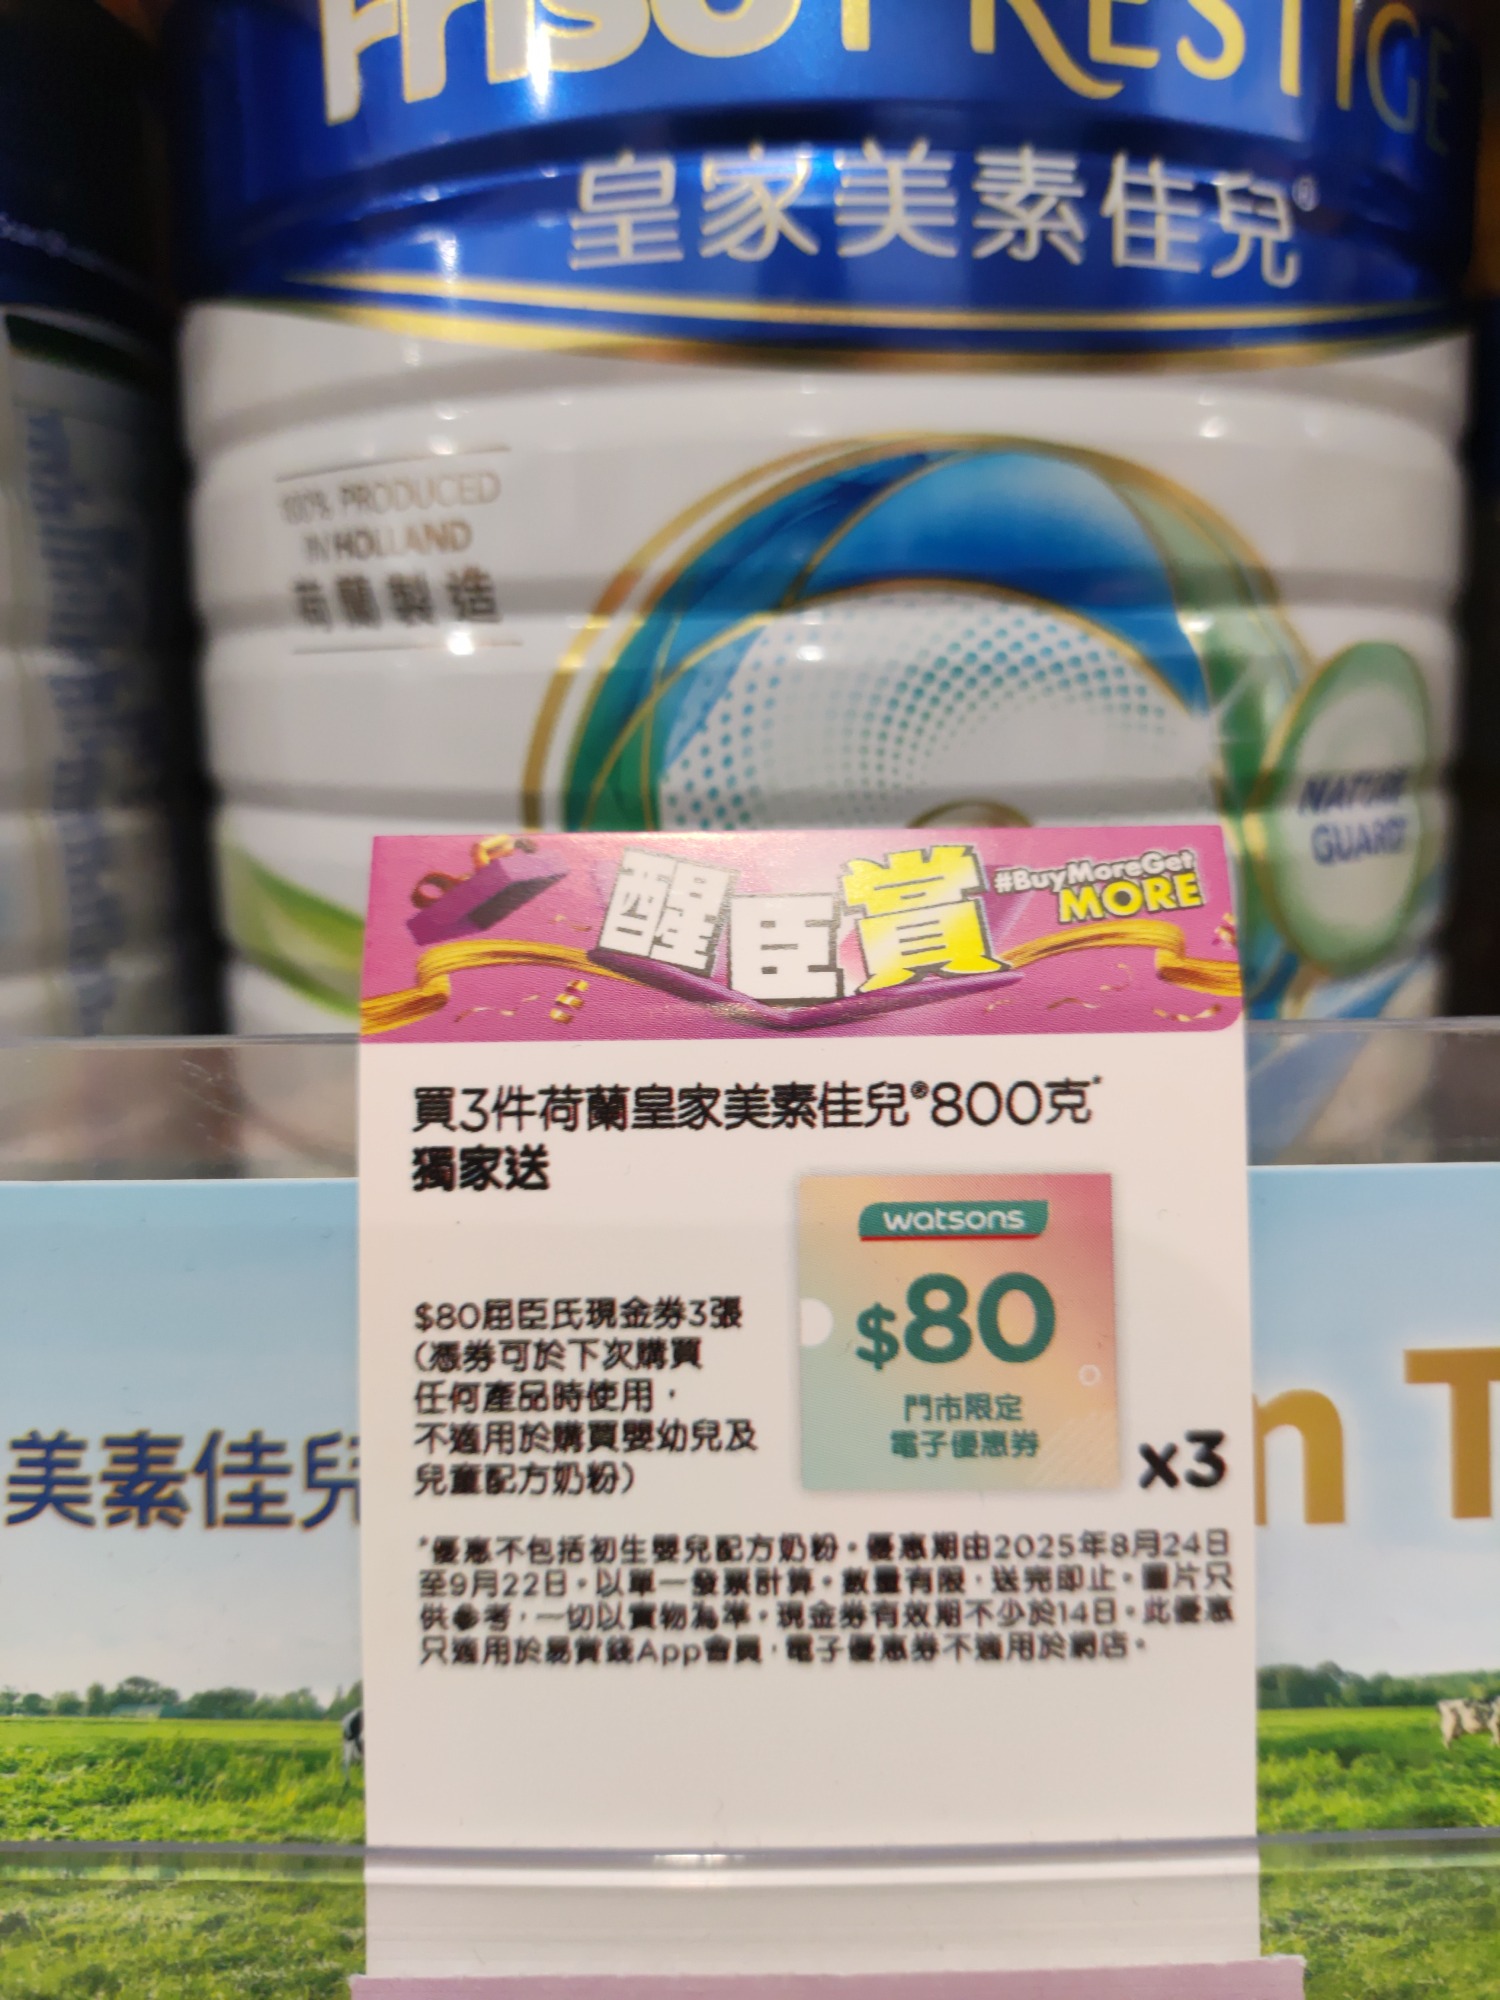 Friso PRESTIGE
皇家美素佳兒®
100% PRODUCED
IN HOLLAND
荷蘭製造
NATURE
GUARD
醒臣賞
#BuyMoreGet
MORE
買3件荷蘭皇家美素佳兒®800克*
獨家送
watsons
$80
門市限定
電子優惠券
x3
$80屈臣氏現金券3張
(憑券可於下次購買
任何產品時使用，
不適用於購買嬰幼兒及
兒童配方奶粉)
*優惠不包括初生嬰兒配方奶粉。優惠期由2025年8月24日
至9月22日。以單一發票計算。數量有限，送完即止。圖片只
供參考，一切以實物為準。現金券有效期不少於14日。此優惠
只適用於易賞錢App會員，電子優惠券不適用於網店。
美素佳兒
n T